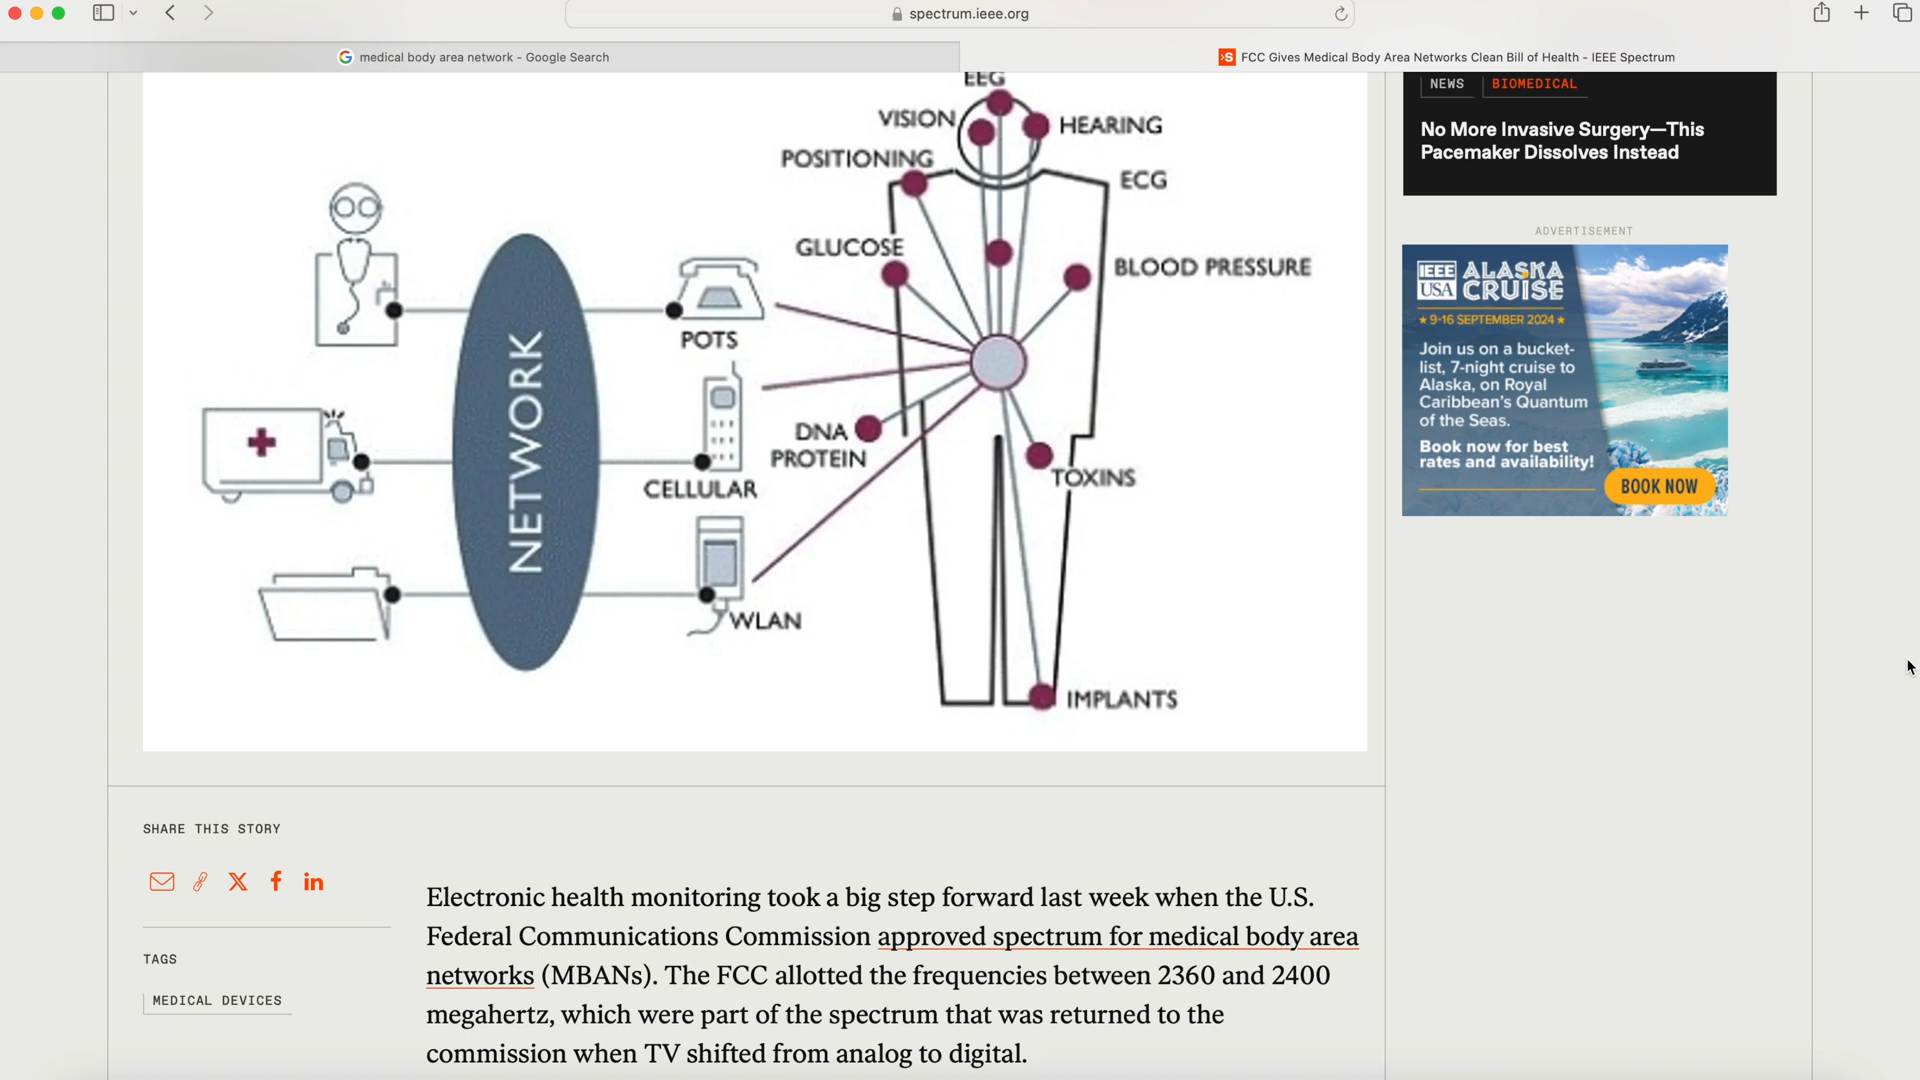 spectrum.ieee.org
medical body area network - Google Search
FCC Gives Medical Body Area Networks Clean Bill of Health - IEEE Spectrum
EEG
VISION
HEARING
POSITIONING
ECG
GLUCOSE
BLOOD PRESSURE
POTS
NETWORK
DNA
PROTEIN
CELLULAR
TOXINS
WLAN
IMPLANTS
NEWS
BIOMEDICAL
No More Invasive Surgery—This
Pacemaker Dissolves Instead
ADVERTISEMENT
IEEE
USA
ALASKA
CRUISE
★ 9-16 SEPTEMBER 2024 ★
Join us on a bucket-
list, 7-night cruise to
Alaska, on Royal
Caribbean's Quantum
of the Seas.
Book now for best
rates and availability!
BOOK NOW
SHARE THIS STORY
TAGS
MEDICAL DEVICES
Electronic health monitoring took a big step forward last week when the U.S.
Federal Communications Commission approved spectrum for medical body area
networks (MBANs). The FCC allotted the frequencies between 2360 and 2400
megahertz, which were part of the spectrum that was returned to the
commission when TV shifted from analog to digital.